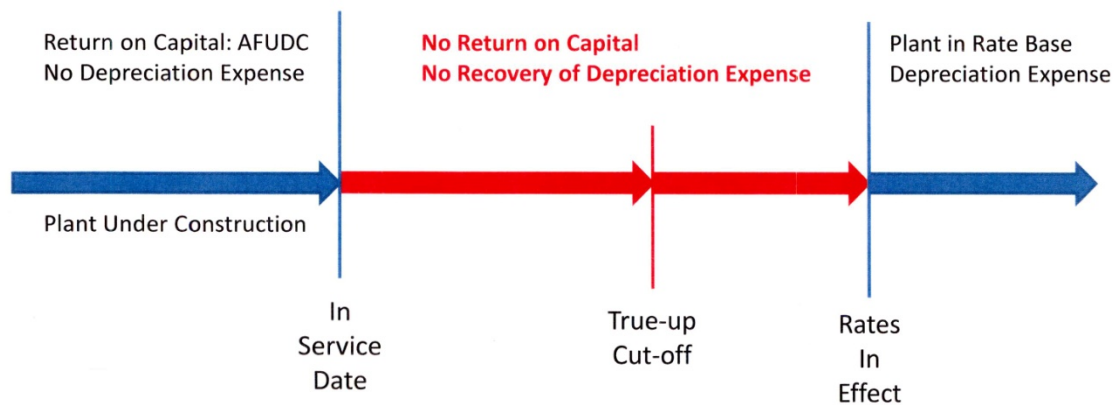 Return on Capital: AFUDC
No Depreciation Expense
No Return on Capital
No Recovery of Depreciation Expense
Plant in Rate Base
Depreciation Expense
Plant Under Construction
In
Service
Date
True-up
Cut-off
Rates
In
Effect